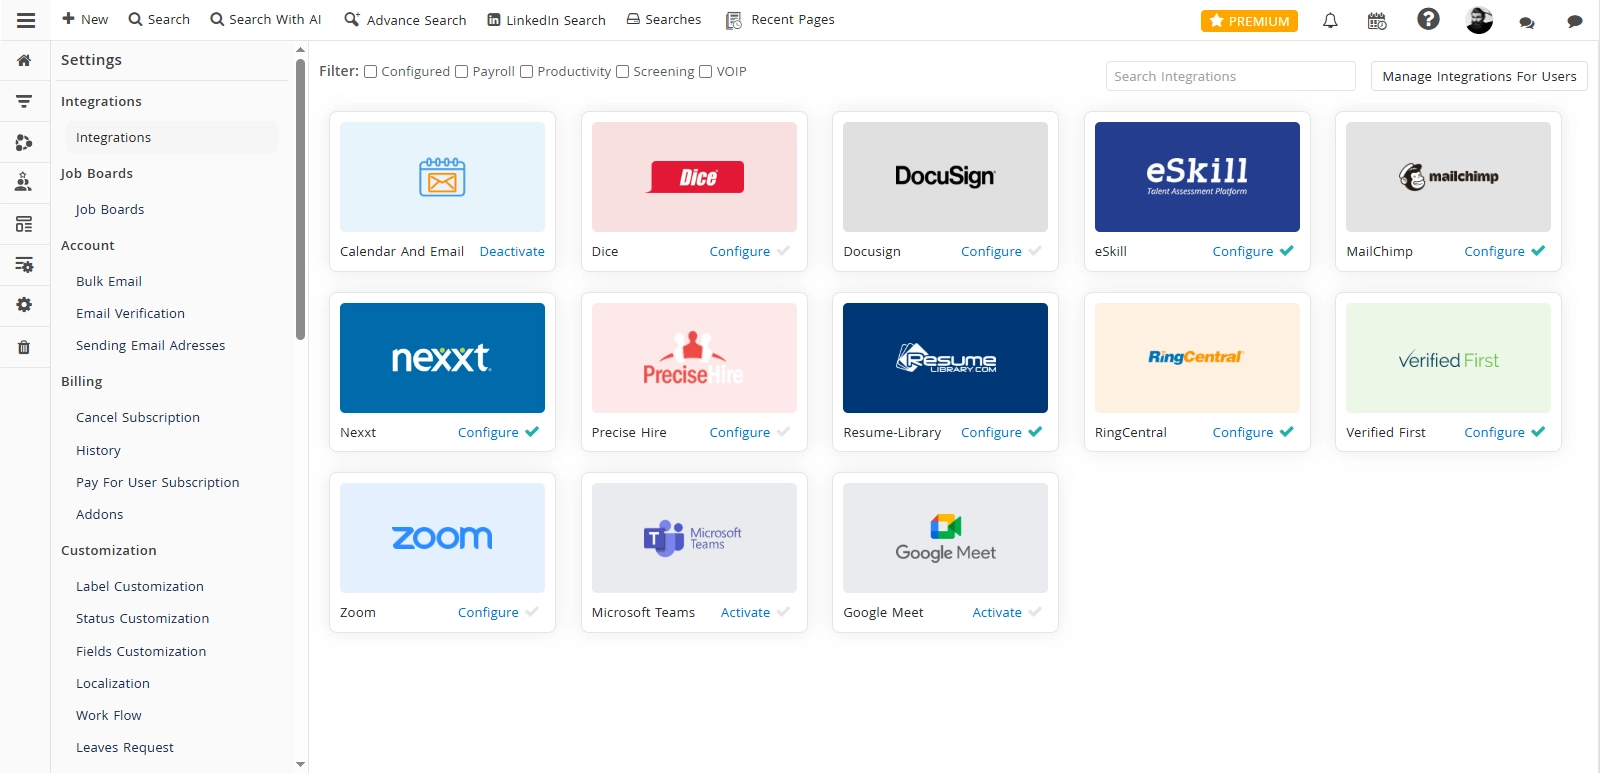 New Search Search With AI Advance Search LinkedIn Search Searches Recent Pages PREMIUM
Settings
Integrations
Integrations
Job Boards
Job Boards
Account
Bulk Email
Email Verification
Sending Email Adresses
Billing
Cancel Subscription
History
Pay For User Subscription
Addons
Customization
Label Customization
Status Customization
Fields Customization
Localization
Work Flow
Leaves Request
Filter: Configured Payroll Productivity Screening VOIP
Search Integrations
Manage Integrations For Users
Calendar And Email Deactivate
Dice
Dice Configure
DocuSign
Docusign Configure
eSkill
Talent Assessment Platform
eSkill Configure
mailchimp
MailChimp Configure
nexxt
Nexxt Configure
PreciseHire
Precise Hire Configure
Resume
LIBRARY.COM
Resume-Library Configure
RingCentral
RingCentral Configure
Verified First
Verified First Configure
zoom
Zoom Configure
T
Microsoft
Teams
Microsoft Teams Activate
Google Meet
Google Meet Activate